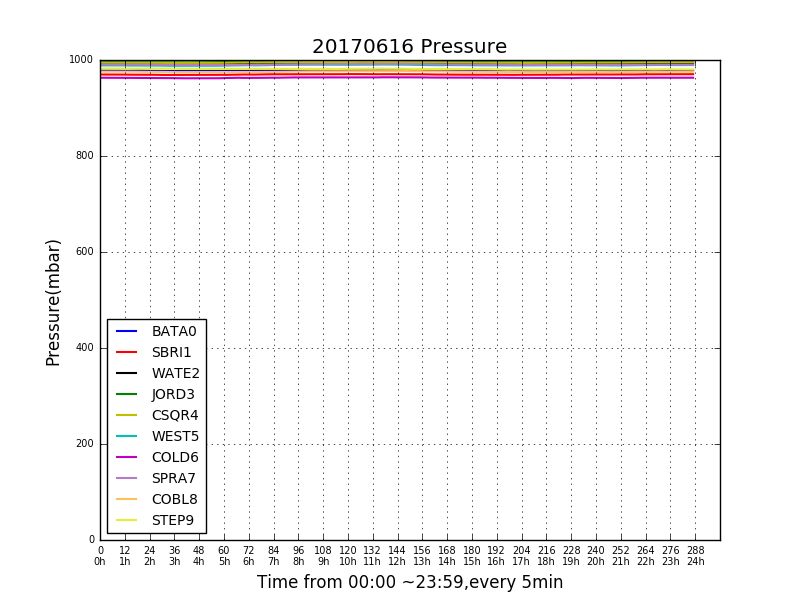 20170616 Pressure
1000
800
600
400
200
0
Pressure(mbar)
BATA0
SBRI1
WATE2
JORD3
CSQR4
WEST5
COLD6
SPRA7
COBL8
STEP9
0 12 24 36 48 60 72 84 96 108 120 132 144 156 168 180 192 204 216 228 240 252 264 276 288
0h 1h 2h 3h 4h 5h 6h 7h 8h 9h 10h 11h 12h 13h 14h 15h 16h 17h 18h 19h 20h 21h 22h 23h 24h
Time from 00:00 ~23:59,every 5min